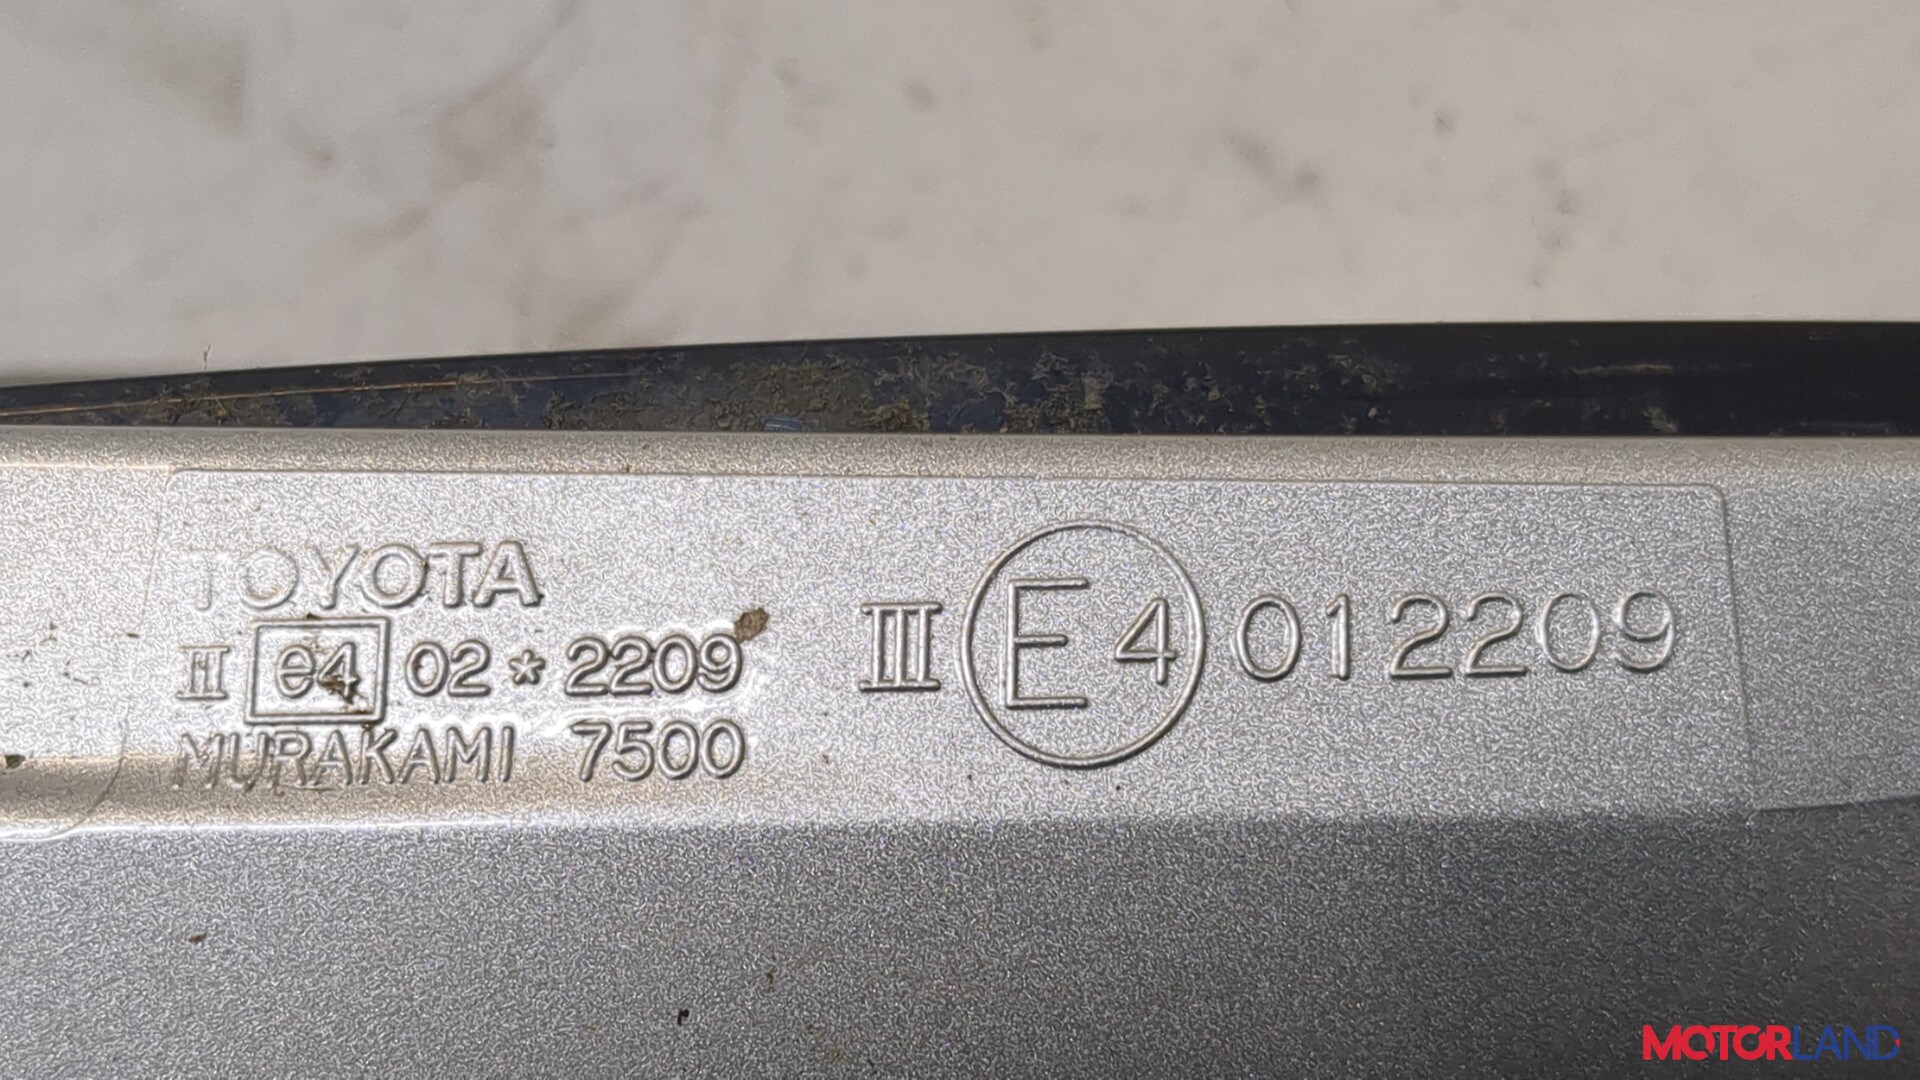 TOYOTA
II e4 02 * 2209
MURAKAMI 7500
III E4 012209
MOTORLAND